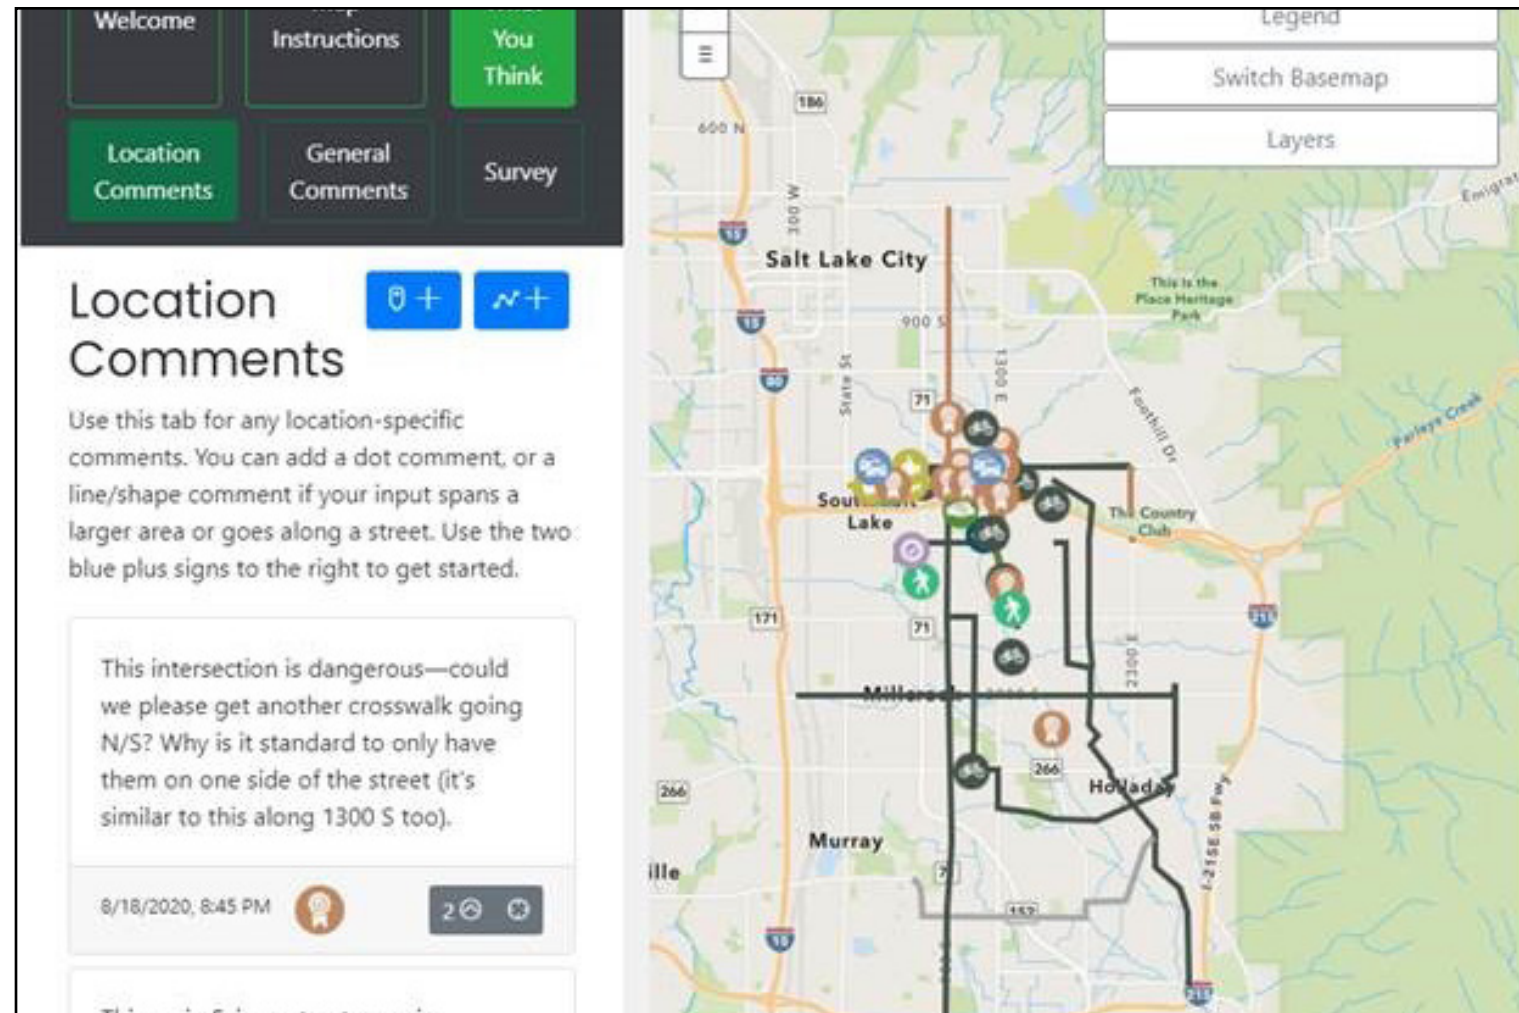 Welcome
Instructions
You
Think
Location
Comments
General
Comments
Survey
Location
Comments
Use this tab for any location-specific
comments. You can add a dot comment, or a
line/shape comment if your input spans a
larger area or goes along a street. Use the two
blue plus signs to the right to get started.
This intersection is dangerous—could
we please get another crosswalk going
N/S? Why is it standard to only have
them on one side of the street (it's
similar to this along 1300 S too).
8/18/2020, 8:45 PM
2
Legend
Switch Basemap
Layers
186
600 N
300 W
15
Salt Lake City
This Is the
Place Heritage
Park
15
900 S
80
State St
1300 E
71
Foothill Dr
Parleys Creek
Lake
The Country
Club
171
71
215
2300 E
Millcreek
266
266
Holladay
Murray
ille
I-215E SB Fwy
152
15
215